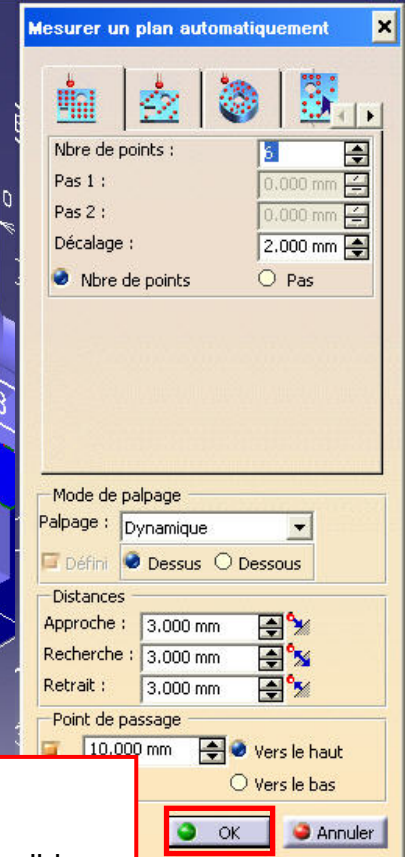 Mesurer un plan automatiquement
Nbre de points : 6
Pas 1 : 0.000 mm
Pas 2 : 0.000 mm
Décalage : 2.000 mm
Nbre de points Pas
Mode de palpage
Palpage : Dynamique
Défini Dessus Dessous
Distances
Approche : 3.000 mm
Recherche : 3.000 mm
Retrait : 3.000 mm
Point de passage
10.000 mm Vers le haut
Vers le bas
OK Annuler